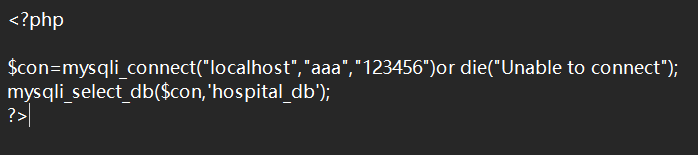 <?php
$con=mysqli_connect("localhost","aaa","123456")or die("Unable to connect");
mysqli_select_db($con,'hospital_db');
?>